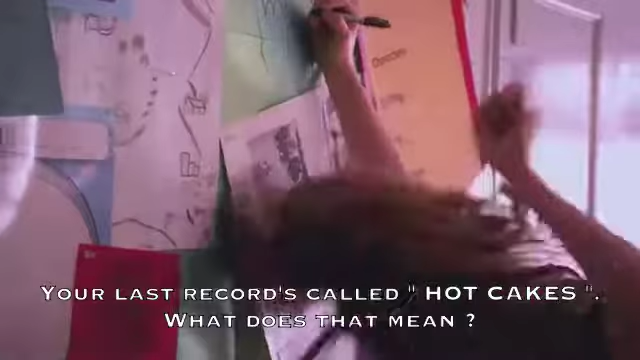 YOUR LAST RECORD'S CALLED " HOT CAKES ".
WHAT DOES THAT MEAN ?